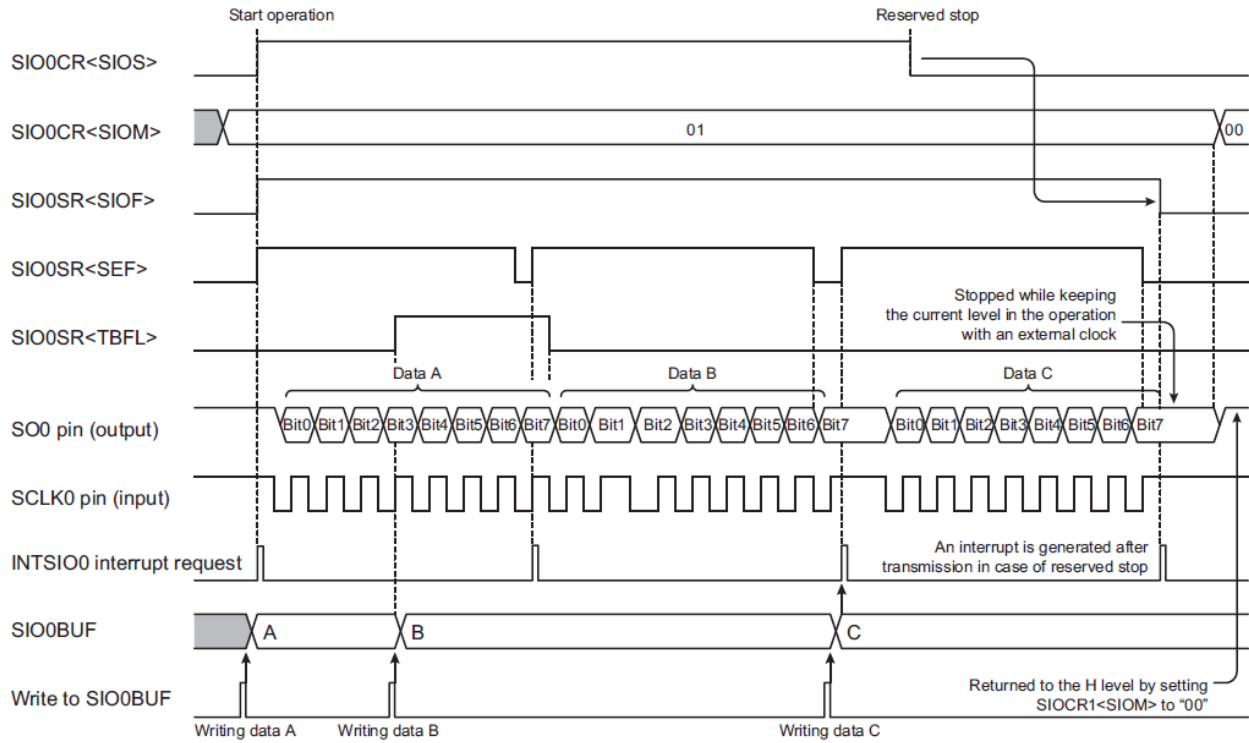 Start operation
Reserved stop
SIO0CR<SIOS>
SIO0CR<SIOM>
01
00
SIO0SR<SIOF>
SIO0SR<SEF>
Stopped while keeping
the current level in the operation
with an external clock
SIO0SR<TBFL>
Data A
Data B
Data C
SO0 pin (output)
Bit0 Bit1 Bit2 Bit3 Bit4 Bit5 Bit6 Bit7 Bit0 Bit1 Bit2 Bit3 Bit4 Bit5 Bit6 Bit7 Bit0 Bit1 Bit2 Bit3 Bit4 Bit5 Bit6 Bit7
SCLK0 pin (input)
INTSIO0 interrupt request
An interrupt is generated after
transmission in case of reserved stop
SIO0BUF
A
B
C
Write to SIO0BUF
Returned to the H level by setting
SIOCR1<SIOM> to “00”
Writing data A
Writing data B
Writing data C